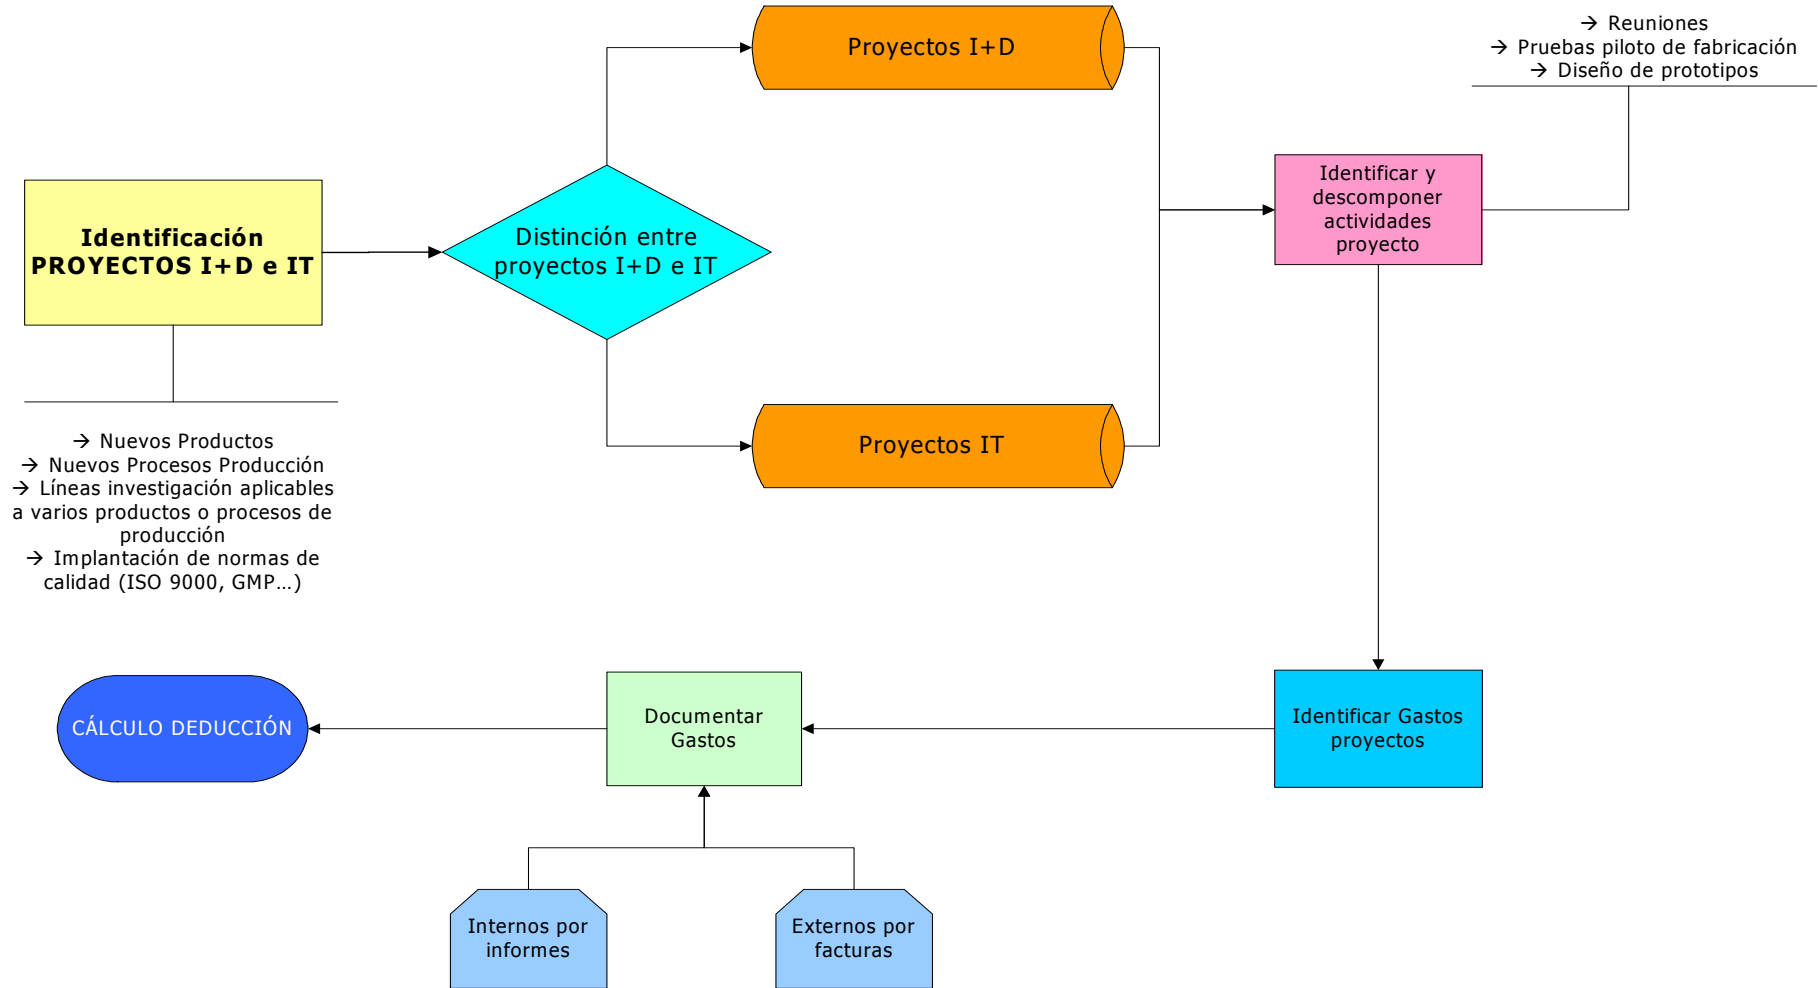 Proyectos I+D
→ Reuniones
→ Pruebas piloto de fabricación
→ Diseño de prototipos
Identificación
PROYECTOS I+D e IT
Distinción entre
proyectos I+D e IT
Identificar y
descomponer
actividades
proyecto
Proyectos IT
→ Nuevos Productos
→ Nuevos Procesos Producción
→ Líneas investigación aplicables
a varios productos o procesos de
producción
→ Implantación de normas de
calidad (ISO 9000, GMP…)
CÁLCULO DEDUCCIÓN
Documentar
Gastos
Identificar Gastos
proyectos
Internos por
informes
Externos por
facturas